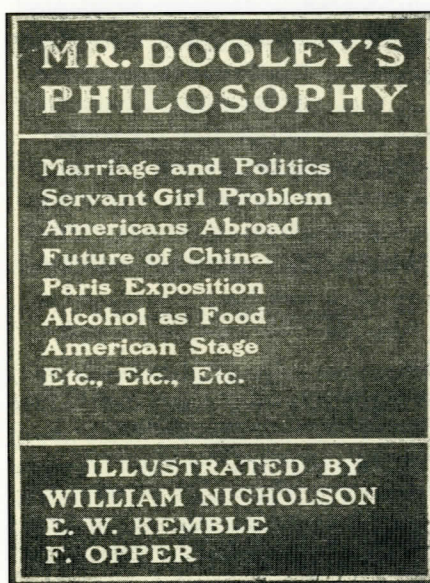 MR. DOOLEY'S
PHILOSOPHY
Marriage and Politics
Servant Girl Problem
Americans Abroad
Future of China
Paris Exposition
Alcohol as Food
American Stage
Etc., Etc., Etc.
ILLUSTRATED BY
WILLIAM NICHOLSON
E. W. KEMBLE
F. OPPER